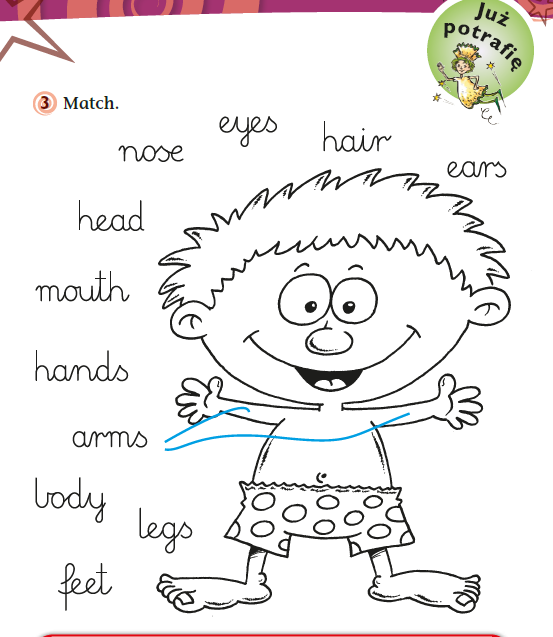 Już
potrafię
3 Match.
eyes
hair
nose
ears
head
mouth
hands
arms
body
legs
feet